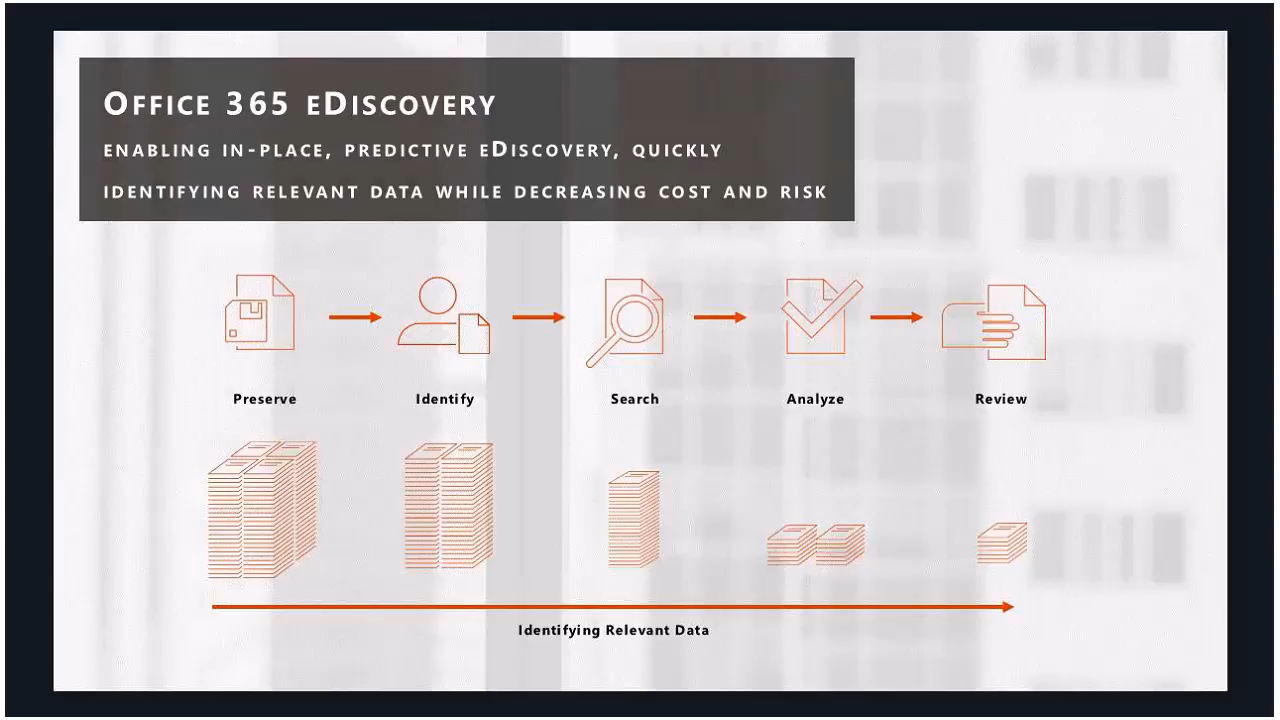 Office 365 eDiscovery
enabling in-place, predictive eDiscovery, quickly
identifying relevant data while decreasing cost and risk
Preserve
Identify
Search
Analyze
Review
Identifying Relevant Data